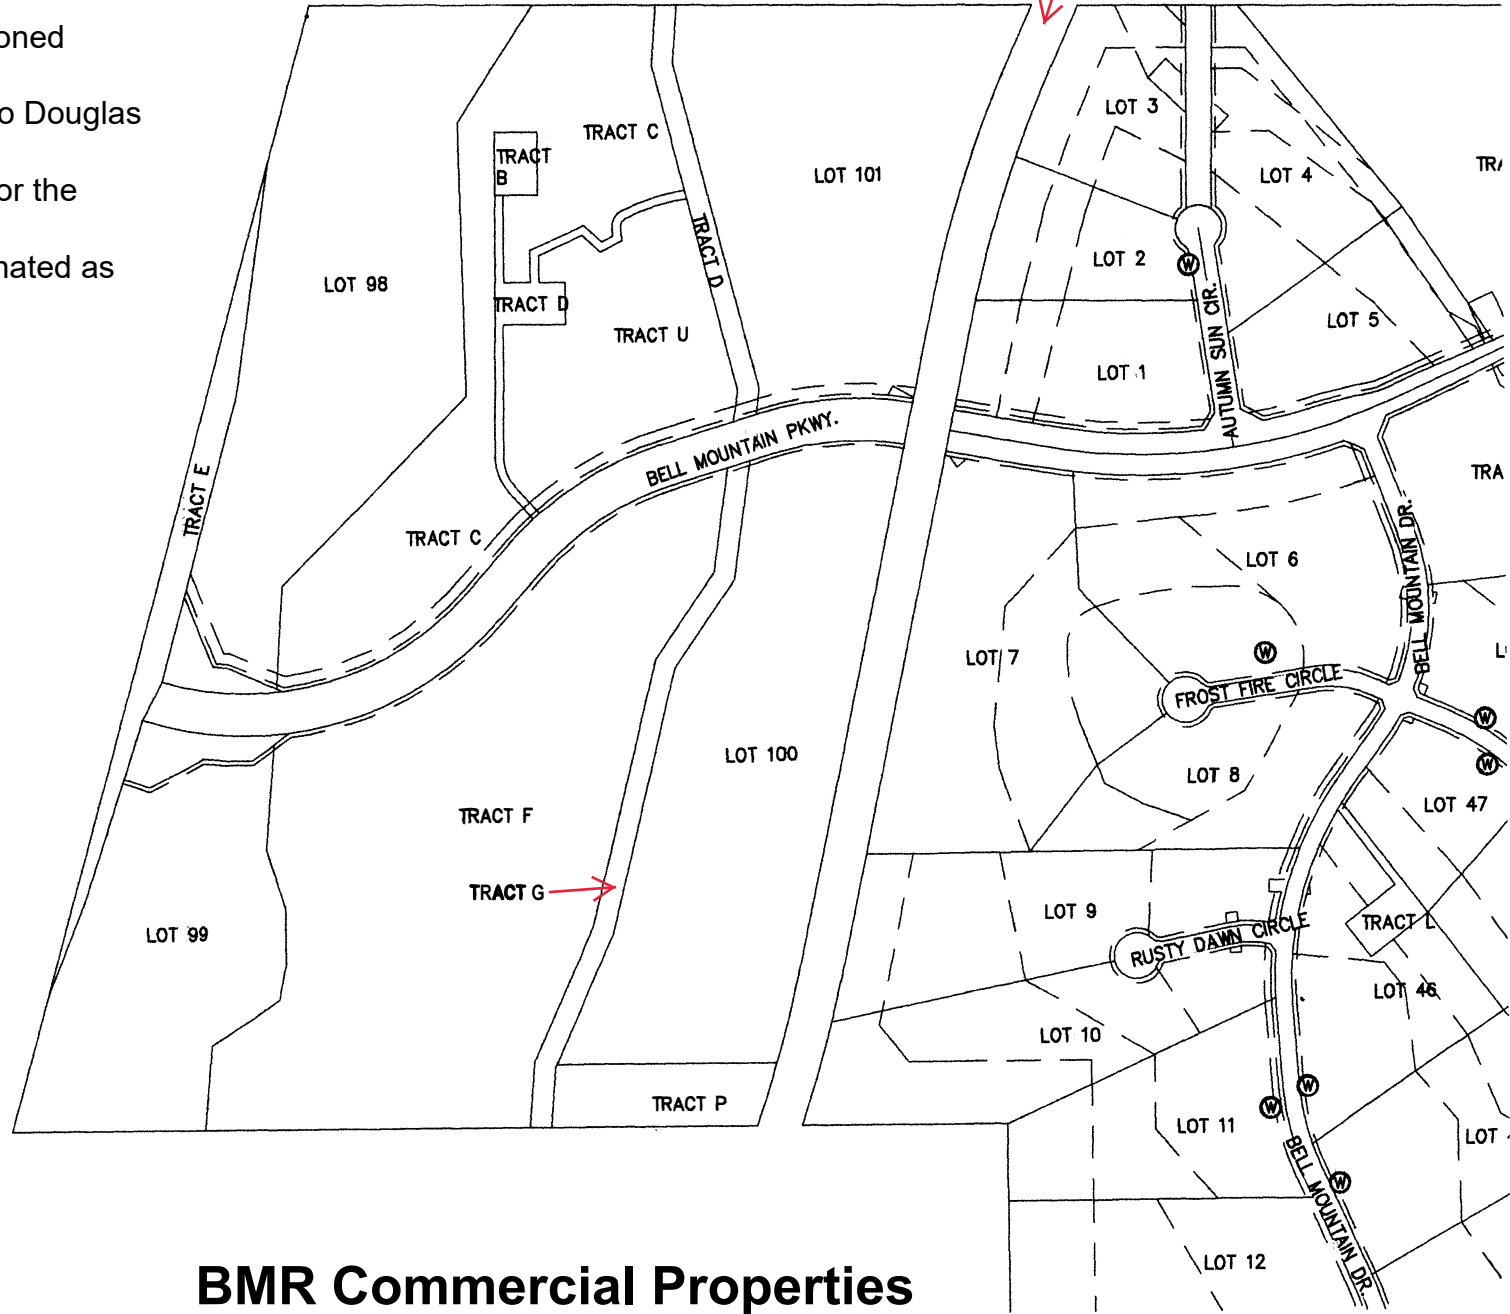 oned
o Douglas
or the
nated as
LOT 3
TRACT C
TRACT
B
LOT 101
LOT 4
TRA
TRACT D
LOT 2
W
LOT 98
TRACT D
TRACT U
AUTUMN SUN CIR.
LOT 5
LOT 1
BELL MOUNTAIN PKWY.
TRACT E
TRACT C
TRA
BELL MOUNTAIN DR.
LOT 6
LOT 7
W
L
FROST FIRE CIRCLE
W
LOT 100
W
LOT 8
LOT 47
TRACT F
TRACT G
LOT 9
LOT 99
RUSTY DAWN CIRCLE
TRACT L
LOT 46
LOT 10
W
TRACT P
W
LOT 11
LOT
BELL MOUNTAIN DR.
W
LOT 12
BMR Commercial Properties